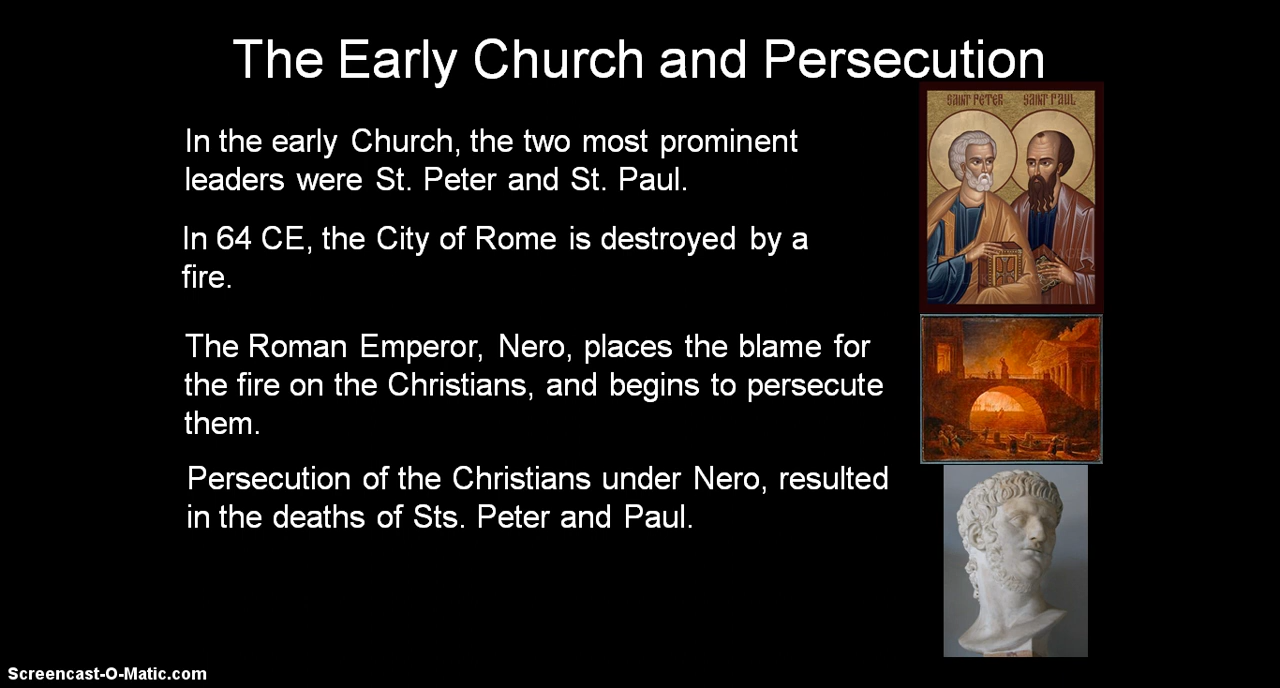 The Early Church and Persecution
SAINT PETER SAINT PAUL
In the early Church, the two most prominent
leaders were St. Peter and St. Paul.
In 64 CE, the City of Rome is destroyed by a
fire.
The Roman Emperor, Nero, places the blame for
the fire on the Christians, and begins to persecute
them.
Persecution of the Christians under Nero, resulted
in the deaths of Sts. Peter and Paul.
Screencast-O-Matic.com